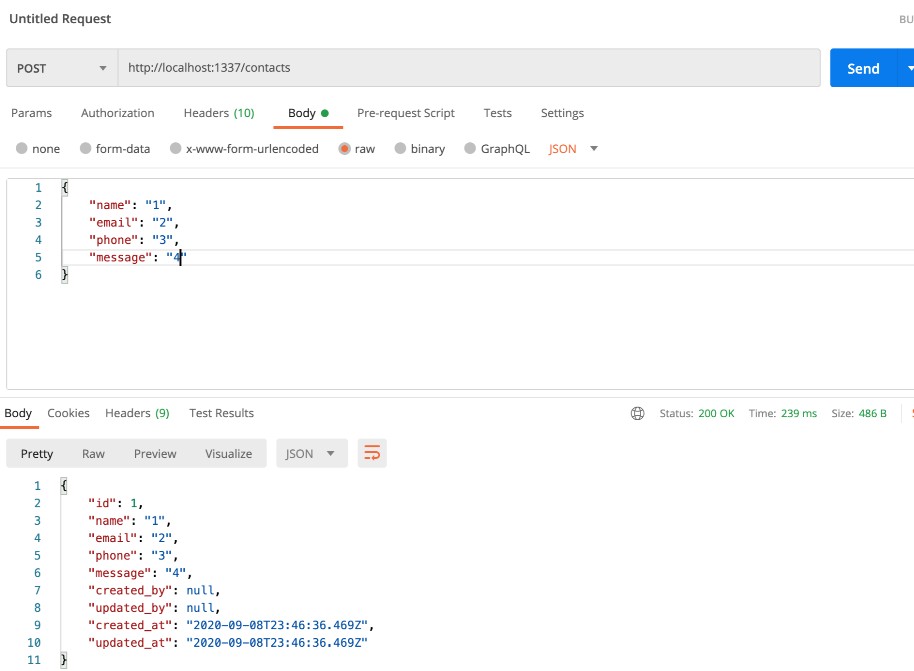 Untitled Request BU
POST http://localhost:1337/contacts Send
Params Authorization Headers (10) Body Pre-request Script Tests Settings
none form-data x-www-form-urlencoded raw binary GraphQL JSON
1 {
2 "name": "1",
3 "email": "2",
4 "phone": "3",
5 "message": "4"
6 }
Body Cookies Headers (9) Test Results Status: 200 OK Time: 239 ms Size: 486 B
Pretty Raw Preview Visualize JSON
1 {
2 "id": 1,
3 "name": "1",
4 "email": "2",
5 "phone": "3",
6 "message": "4",
7 "created_by": null,
8 "updated_by": null,
9 "created_at": "2020-09-08T23:46:36.469Z",
10 "updated_at": "2020-09-08T23:46:36.469Z"
11 }